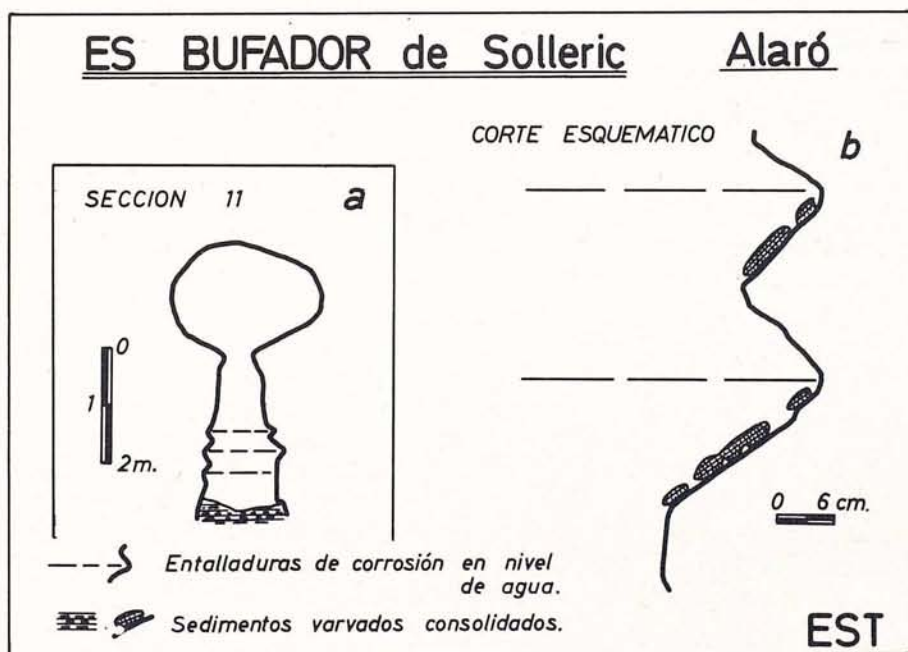 ES BUFADOR de Solleric Alaró
CORTE ESQUEMATICO b
SECCION 11 a
0
1
2m.
0 6 cm.
Entalladuras de corrosión en nivel
de agua.
Sedimentos varvados consolidados.
EST